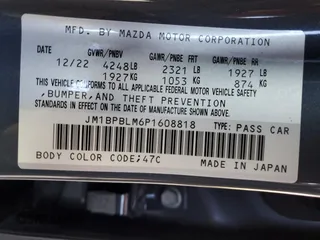 MFD. BY MAZDA MOTOR CORPORATION
GVWR/PNBV GAWR/PNBE FR GAWR/PNBE RR
12/22 4248 LB 2321 LB 1927 LB
1927 KG 1053 KG 874 KG
THIS VEHICLE CONFORMS TO ALL APPLICABLE FEDERAL MOTOR VEHICLE SAFETY
,BUMPER,AND THEFT PREVENTION
STANDARDS IN EFFECT ON THE DATE OF MANUFACTURE SHOWN ABOVE.
JM1BPBLM6P1608818 TYPE: PASS CAR
BODY COLOR CODE;47C MADE IN JAPAN